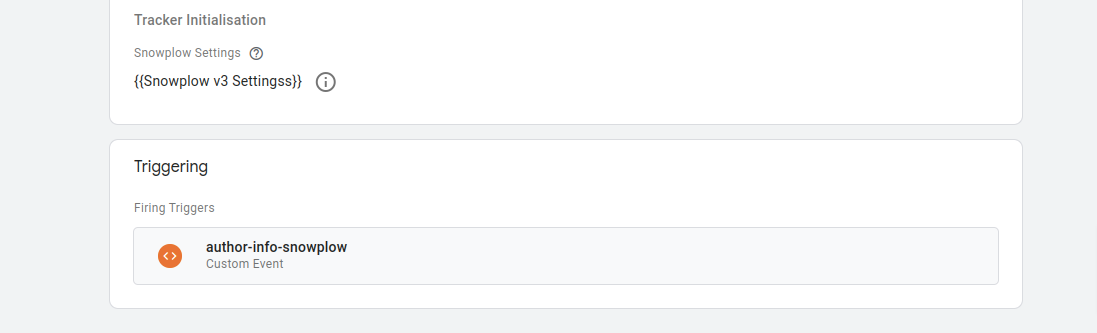 Tracker Initialisation
Snowplow Settings
{{Snowplow v3 Settingss}}
Triggering
Firing Triggers
author-info-snowplow
Custom Event